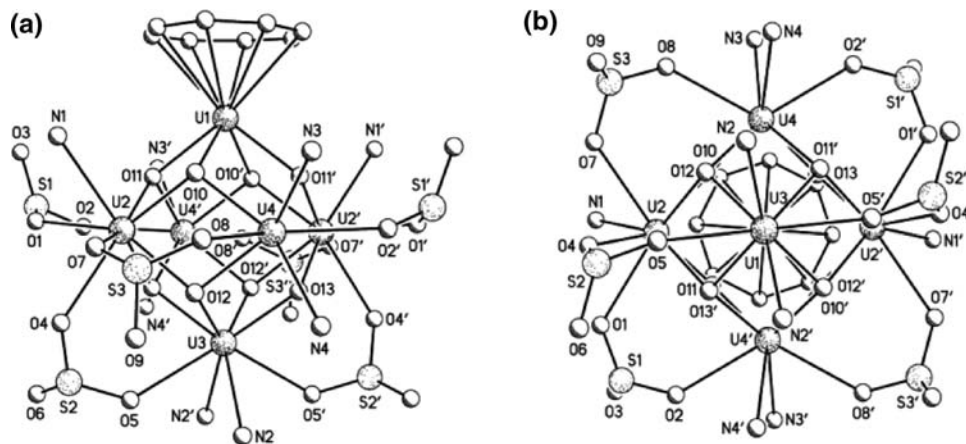 (a)
U1
N1
O3
N3'
N3
N1'
O11
O10'
O11'
S1
O10
S1'
U2
O2
U4'
O8
U4
U2'
O1
O8'
O7'
O2'
O1'
O7
O12'
S3
S3'
O12
O13
O4
N4'
O4'
U3
O9
N4
S2
S2'
O6
O5
N2'
O5'
N2
(b)
N3
N4
O9
S3
O8
O2'
S1'
U4
N2
O10
O11'
O1'
O7
O12
O13
S2'
N1
U2
U3
O5'
O4
O4
O5
U1
U2'
N1'
S2
O11
O12'
O13'
O10'
O7'
O6
O1
U4'
N2'
S1
S3'
O3
O2
O8'
N4'
N3'